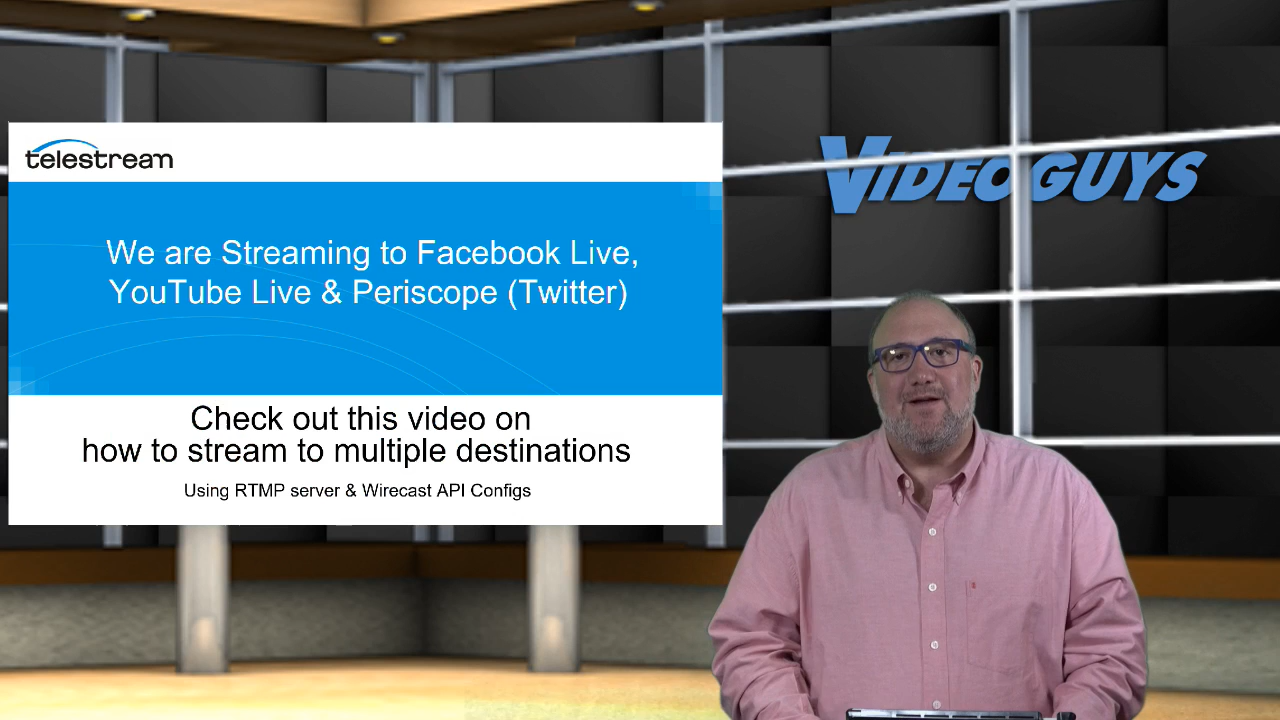 telestream
VIDEOGUYS
We are Streaming to Facebook Live,
YouTube Live & Periscope (Twitter)
Check out this video on
how to stream to multiple destinations
Using RTMP server & Wirecast API Configs